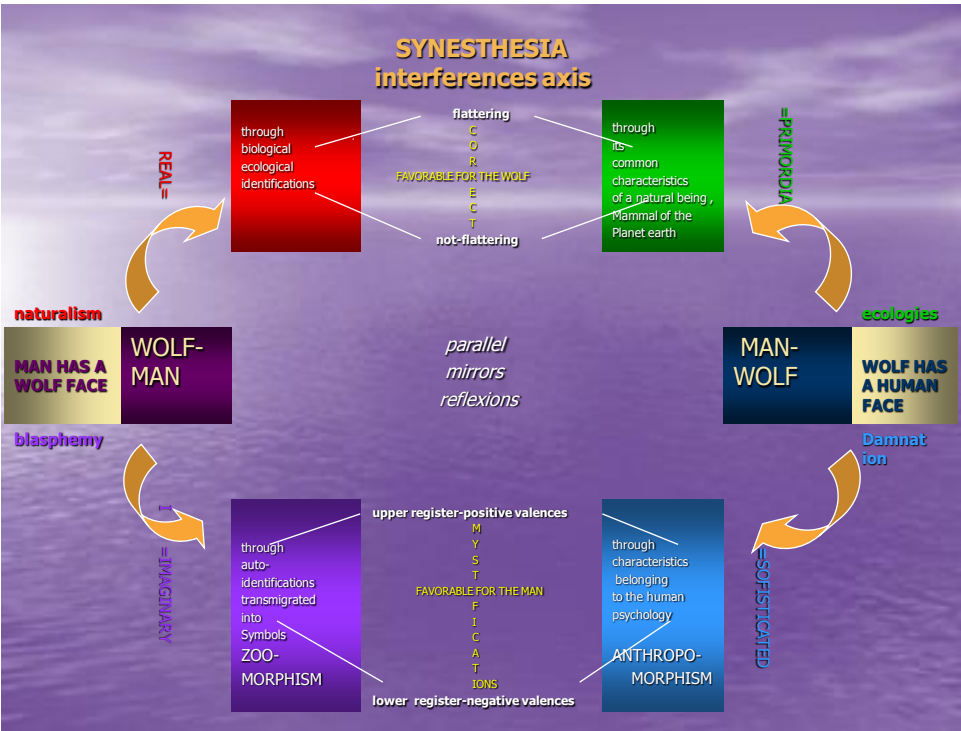 SYNESTHESIA
interferences axis
REAL=
through
biological
ecological
identifications
flattering
C
O
R
FAVORABLE FOR THE WOLF
E
C
T
not-flattering
through
its
common
characteristics
of a natural being ,
Mammal of the
Planet earth
=PRIMORDIA
naturalism
MAN HAS A
WOLF FACE
WOLF-
MAN
blasphemy
parallel
mirrors
reflexions
ecologies
MAN-
WOLF
WOLF HAS
A HUMAN
FACE
Damnat
ion
I
=IMAGINARY
through
auto-
identifications
transmigrated
into
Symbols
ZOO-
MORPHISM
upper register-positive valences
M
Y
S
T
FAVORABLE FOR THE MAN
F
I
C
A
T
IONS
lower register-negative valences
through
characteristics
belonging
to the human
psychology
ANTHROPO-
MORPHISM
=SOFISTICATED